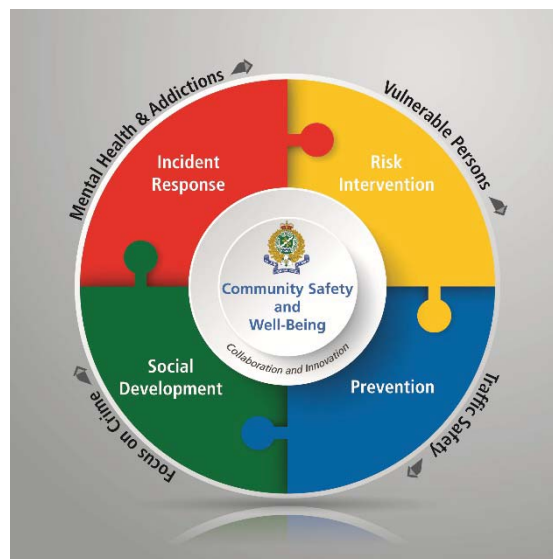 Mental Health & Addictions
Vulnerable Persons
Incident
Response
Risk
Intervention
Community Safety
and
Well-Being
Collaboration and Innovation
Social
Development
Prevention
Focus on Crime
Traffic Safety